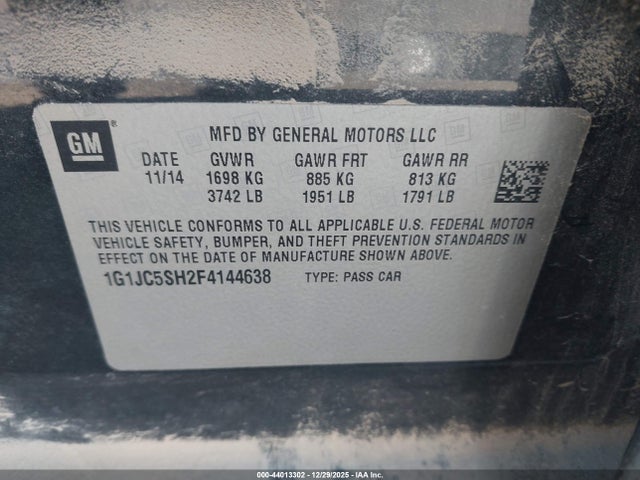 GM ®
MFD BY GENERAL MOTORS LLC
DATE GVWR GAWR FRT GAWR RR
11/14 1698 KG 885 KG 813 KG
3742 LB 1951 LB 1791 LB
THIS VEHICLE CONFORMS TO ALL APPLICABLE U.S. FEDERAL MOTOR
VEHICLE SAFETY, BUMPER, AND THEFT PREVENTION STANDARDS IN
EFFECT ON THE DATE OF MANUFACTURE SHOWN ABOVE.
1G1JC5SH2F4144638 TYPE: PASS CAR
000-44013302 - 12/29/2025 - IAA Inc.